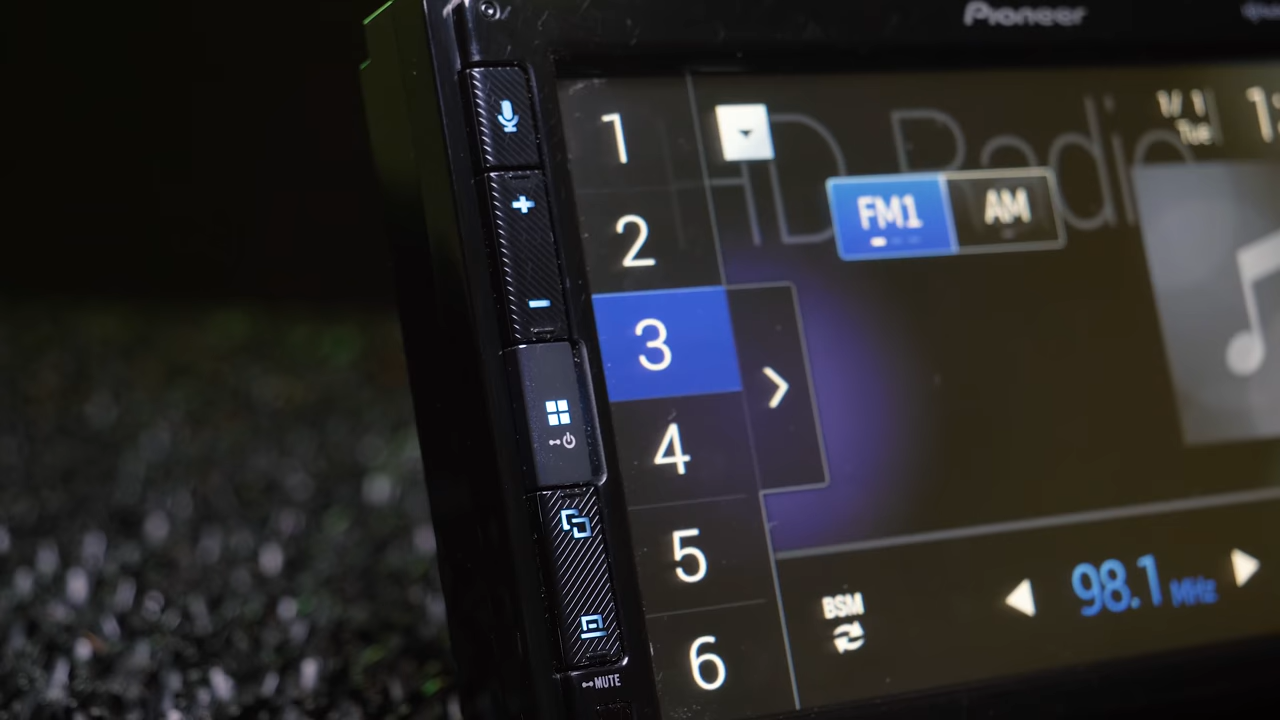 Pioneer
HD Radio
1/ 1
Tue
FM1
AM
1
2
3
4
5
6
BSM
98.1 MHz
MUTE